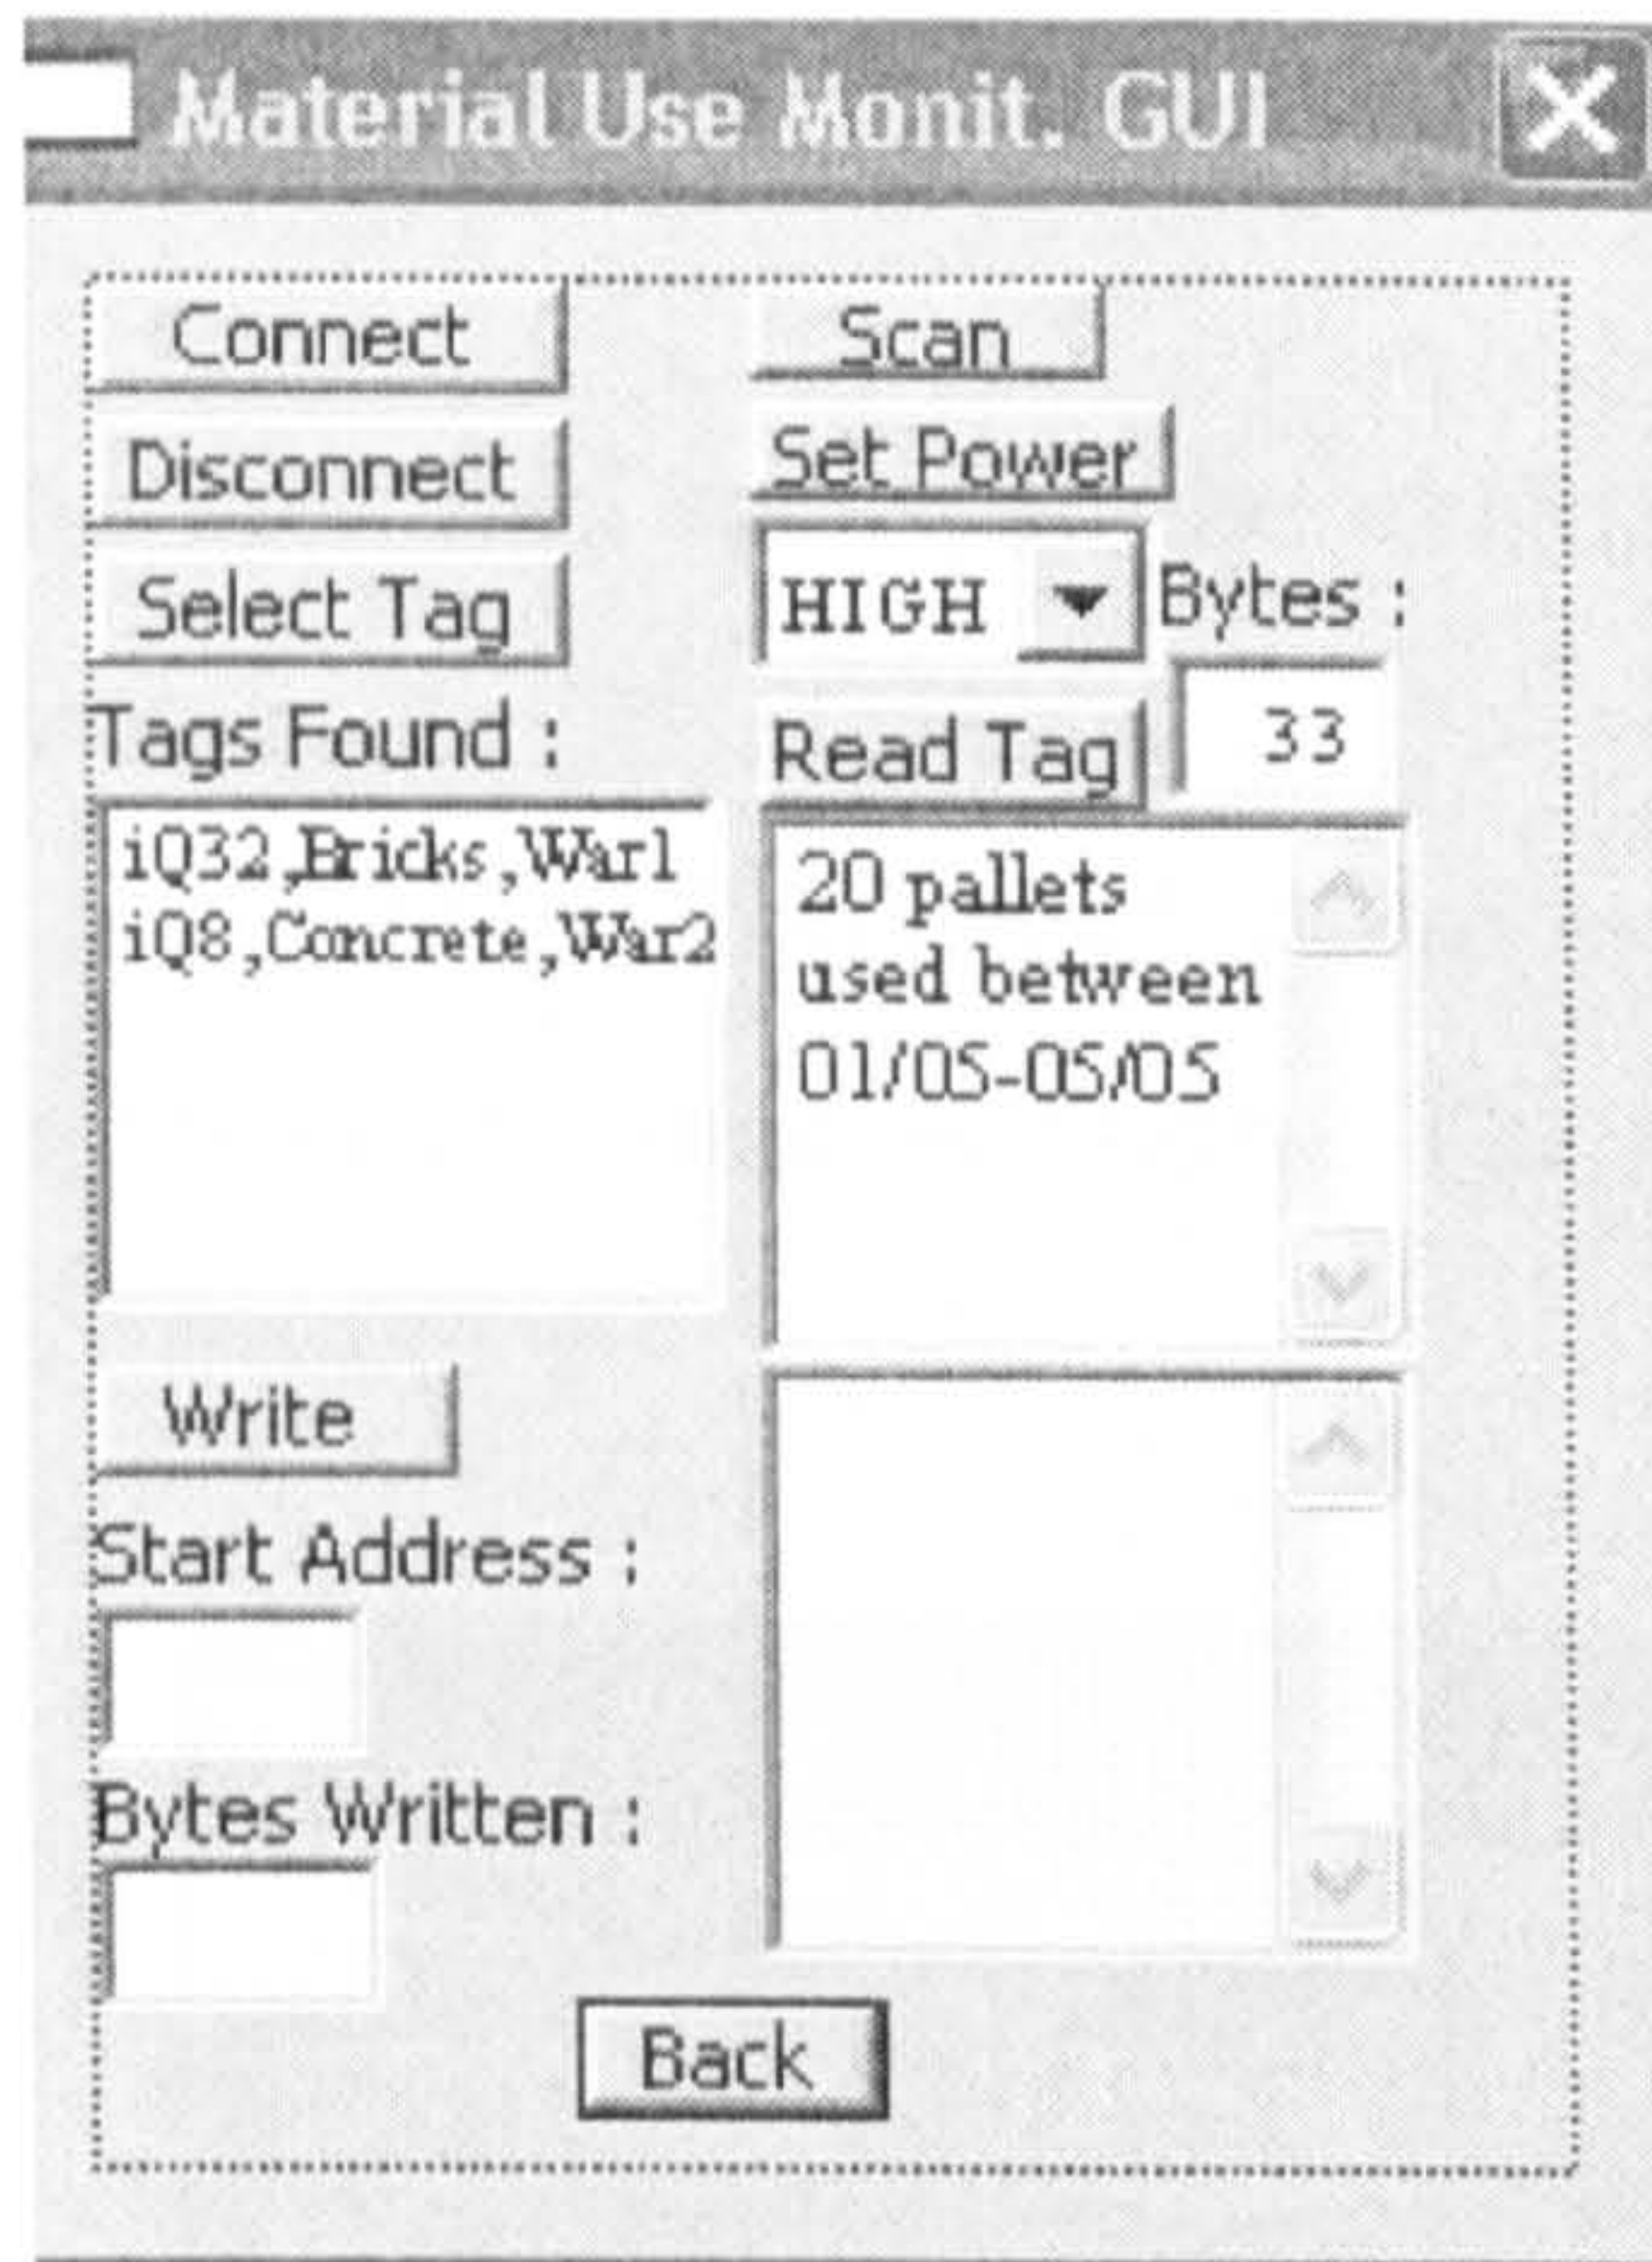 Material Use Monit. GUI
Connect
Scan
Disconnect
Set Power
Select Tag
HIGH
Bytes :
Tags Found :
Read Tag
33
iQ32,Bricks,War1
iQ8,Concrete,War2
20 pallets
used between
01/05-05/05
Write
Start Address :
Bytes Written :
Back